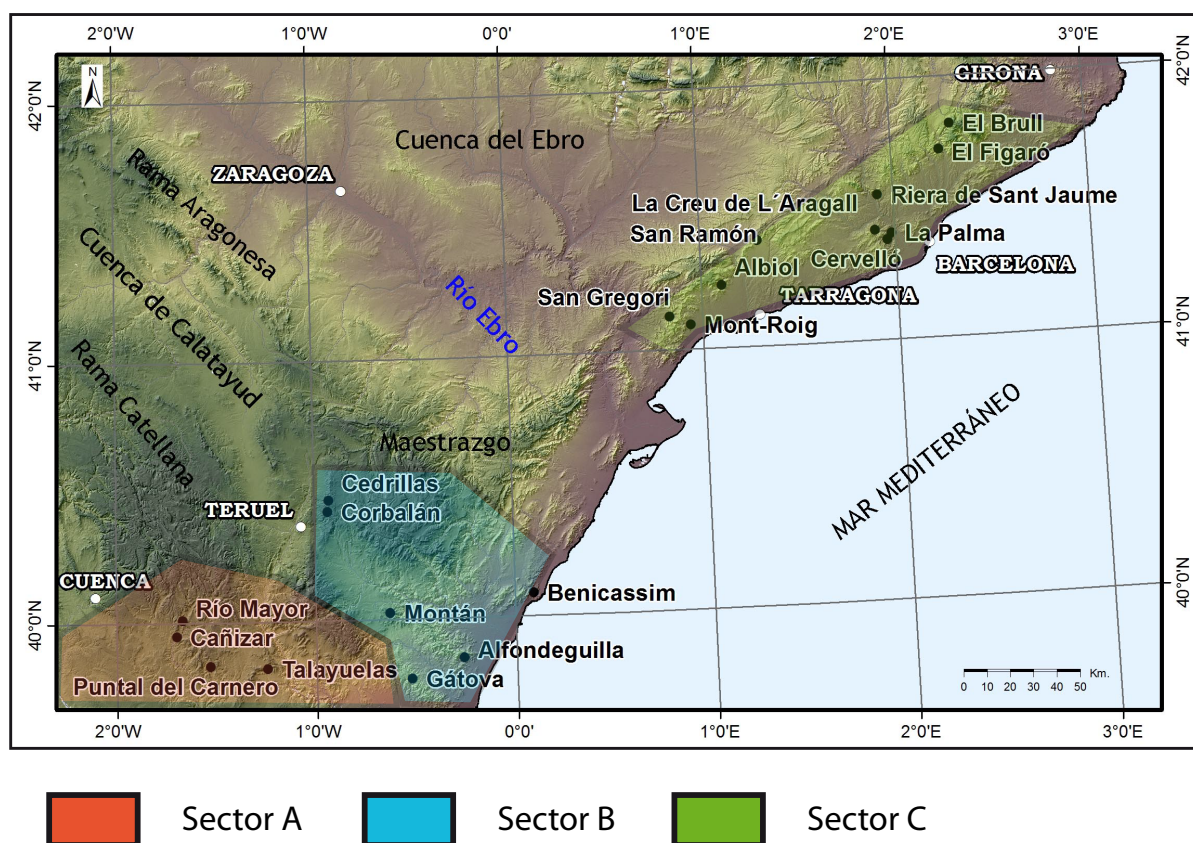 2°0'W 1°0'W 0°0' 1°0'E 2°0'E 3°0'E
N
42°0'N
42°0'N
GIRONA
El Brull
Cuenca del Ebro
El Figaró
Rama Aragonesa
ZARAGOZA
Riera de Sant Jaume
La Creu de L´Aragall
San Ramón
La Palma
Cuenca de Calatayud
Albiol
Cervelló
BARCELONA
Río Ebro
San Gregori
TARRAGONA
Mont-Roig
41°0'N
41°0'N
Rama Catellana
Maestrazgo
MAR MEDITERRÁNEO
Cedrillas
TERUEL
Corbalán
CUENCA
Benicassim
40°0'N
40°0'N
Río Mayor
Montán
Cañizar
Alfondeguilla
Talayuelas
Gátova
Puntal del Carnero
Km.
0 10 20 30 40 50
2°0'W 1°0'W 0°0' 1°0'E 2°0'E 3°0'E
Sector A Sector B Sector C